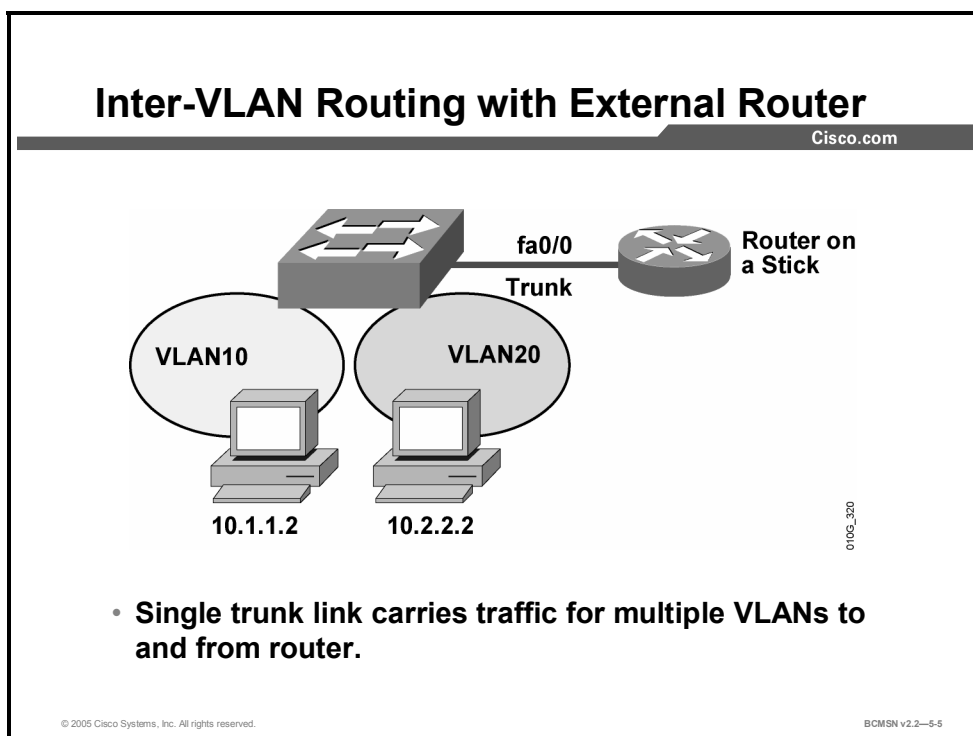 Inter-VLAN Routing with External Router
Cisco.com
fa0/0
Trunk
Router on
a Stick
VLAN10
VLAN20
10.1.1.2
10.2.2.2
010G_320
• Single trunk link carries traffic for multiple VLANs to
and from router.
© 2005 Cisco Systems, Inc. All rights reserved.
BCMSN v2.2—5-5